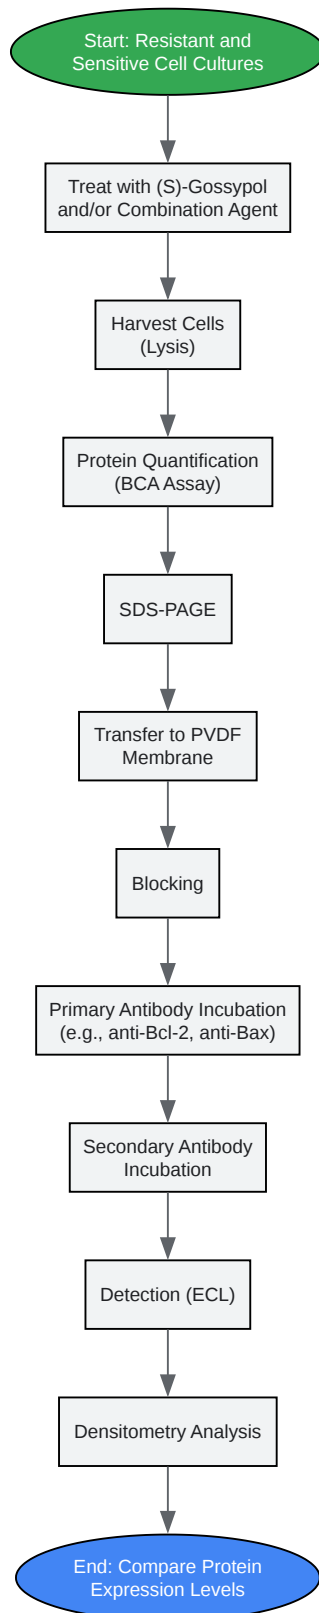 Start: Resistant and
Sensitive Cell Cultures
Treat with (S)-Gossypol
and/or Combination Agent
Harvest Cells
(Lysis)
Protein Quantification
(BCA Assay)
SDS-PAGE
Transfer to PVDF
Membrane
Blocking
Primary Antibody Incubation
(e.g., anti-Bcl-2, anti-Bax)
Secondary Antibody
Incubation
Detection (ECL)
Densitometry Analysis
End: Compare Protein
Expression Levels